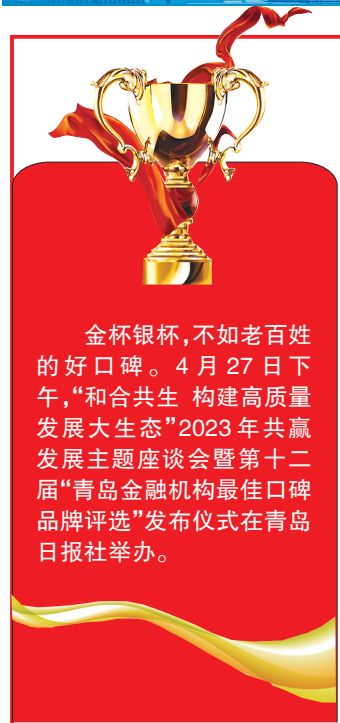 金杯银杯,不如老百姓
的好口碑。4月27日下
午,“和合共生 构建高质量
发展大生态”2023年共赢
发展主题座谈会暨第十二
届“青岛金融机构最佳口碑
品牌评选”发布仪式在青岛
日报社举办。